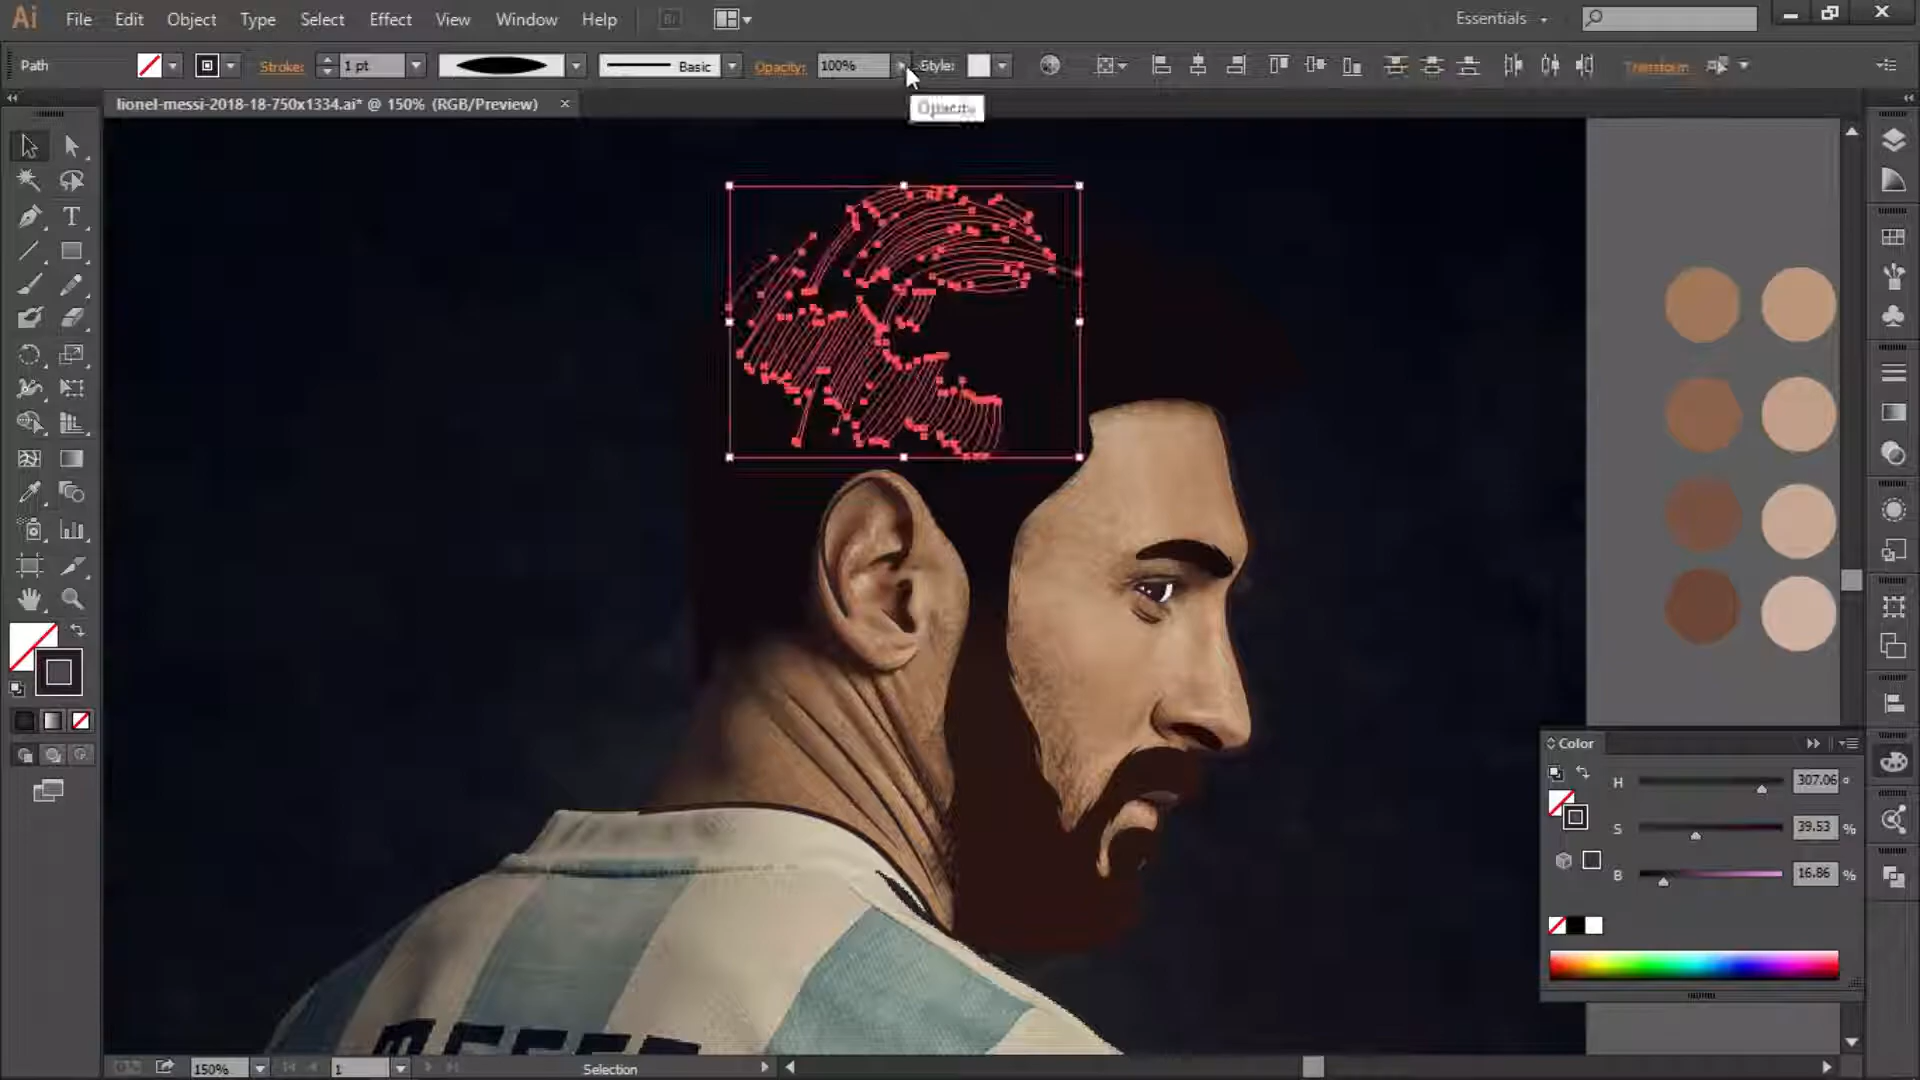 Ai File Edit Object Type Select Effect View Window Help Br Essentials
Path Stroke: 1 pt Basic Opacity: 100% Style: Transform
lionel-messi-2018-18-750x1334.ai* @ 150% (RGB/Preview) ×
Opacity
T
Color
H 307.06 °
S 39.53 %
B 16.86 %
150% 1 Selection